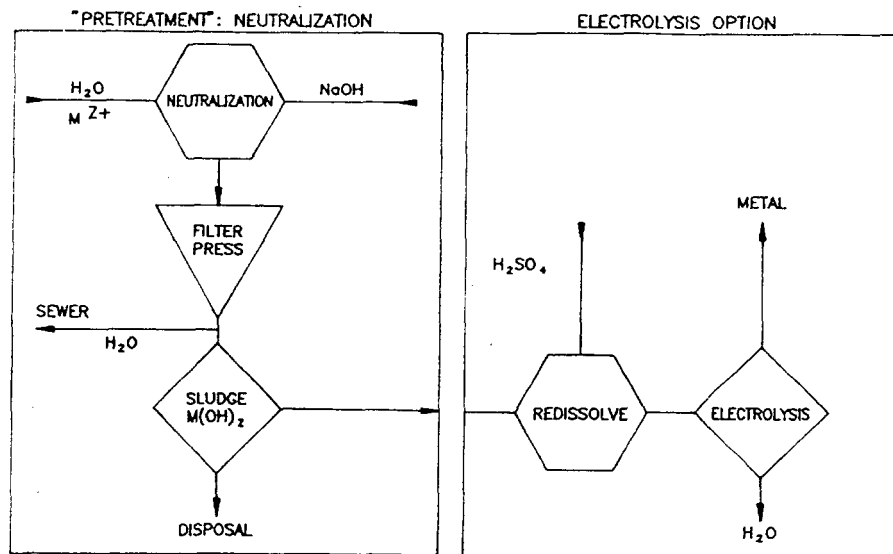 "PRETREATMENT": NEUTRALIZATION
H₂O
M Z+
NEUTRALIZATION
NaOH
FILTER
PRESS
SEWER
H₂O
SLUDGE
M(OH)z
DISPOSAL
ELECTROLYSIS OPTION
METAL
H₂SO₄
REDISSOLVE
ELECTROLYSIS
H₂O